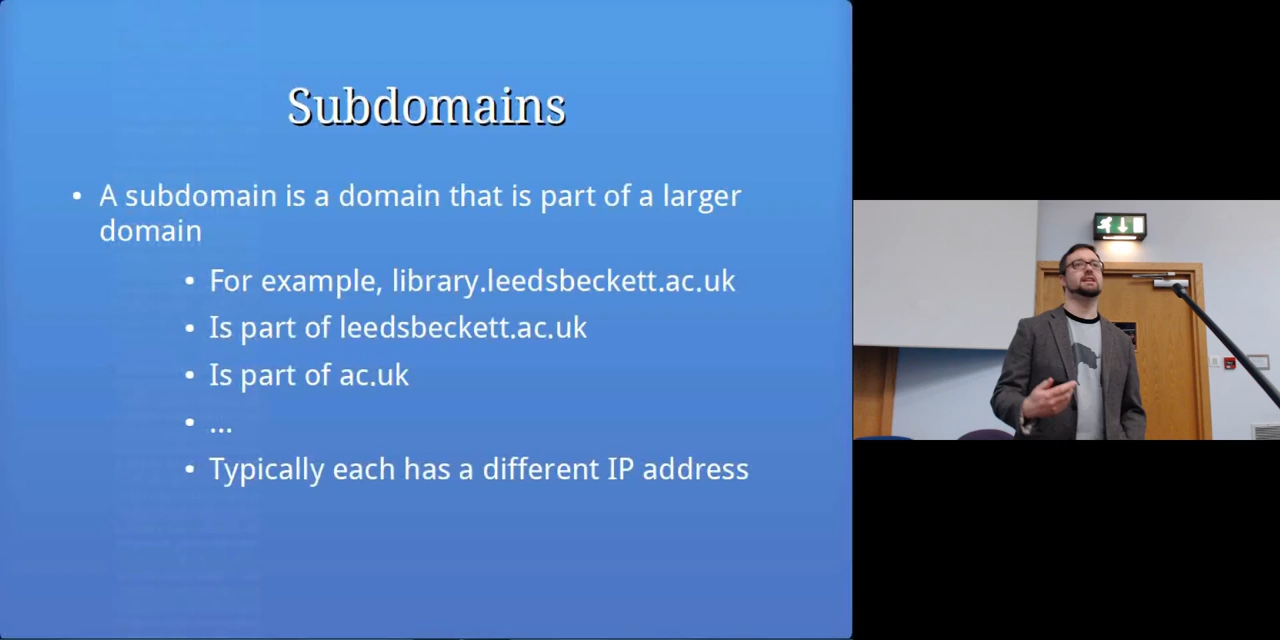 Subdomains
• A subdomain is a domain that is part of a larger
domain
• For example, library.leedsbeckett.ac.uk
• Is part of leedsbeckett.ac.uk
• Is part of ac.uk
• ...
• Typically each has a different IP address